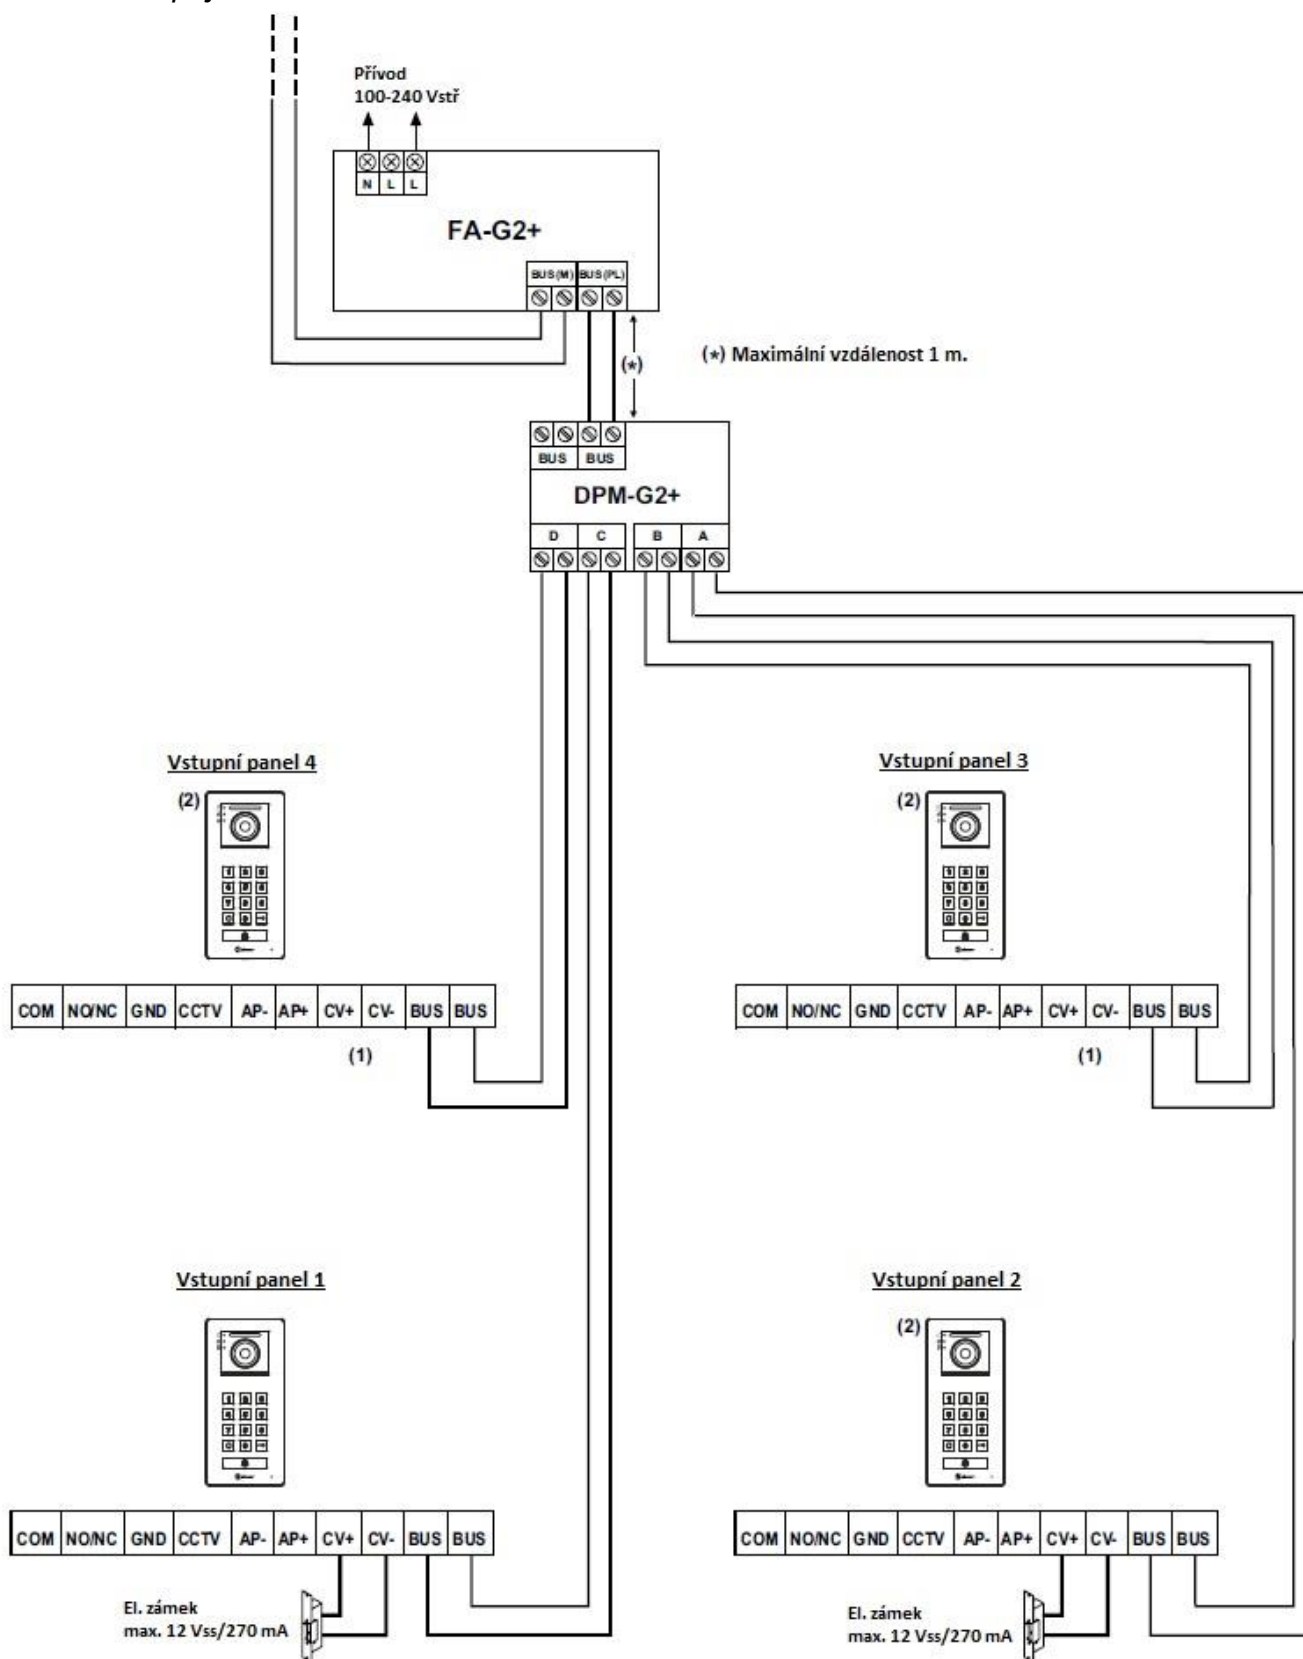 Přívod
100-240 Vstř
N L L
FA-G2+
BUS(M) BUS(PL)
(*)
(*) Maximální vzdálenost 1 m.
BUS BUS
DPM-G2+
D C B A
Vstupní panel 4
(2)
Vstupní panel 3
(2)
COM NO/NC GND CCTV AP- AP+ CV+ CV- BUS BUS
(1)
COM NO/NC GND CCTV AP- AP+ CV+ CV- BUS BUS
(1)
Vstupní panel 1
Vstupní panel 2
(2)
COM NO/NC GND CCTV AP- AP+ CV+ CV- BUS BUS
El. zámek
max. 12 Vss/270 mA
COM NO/NC GND CCTV AP- AP+ CV+ CV- BUS BUS
El. zámek
max. 12 Vss/270 mA